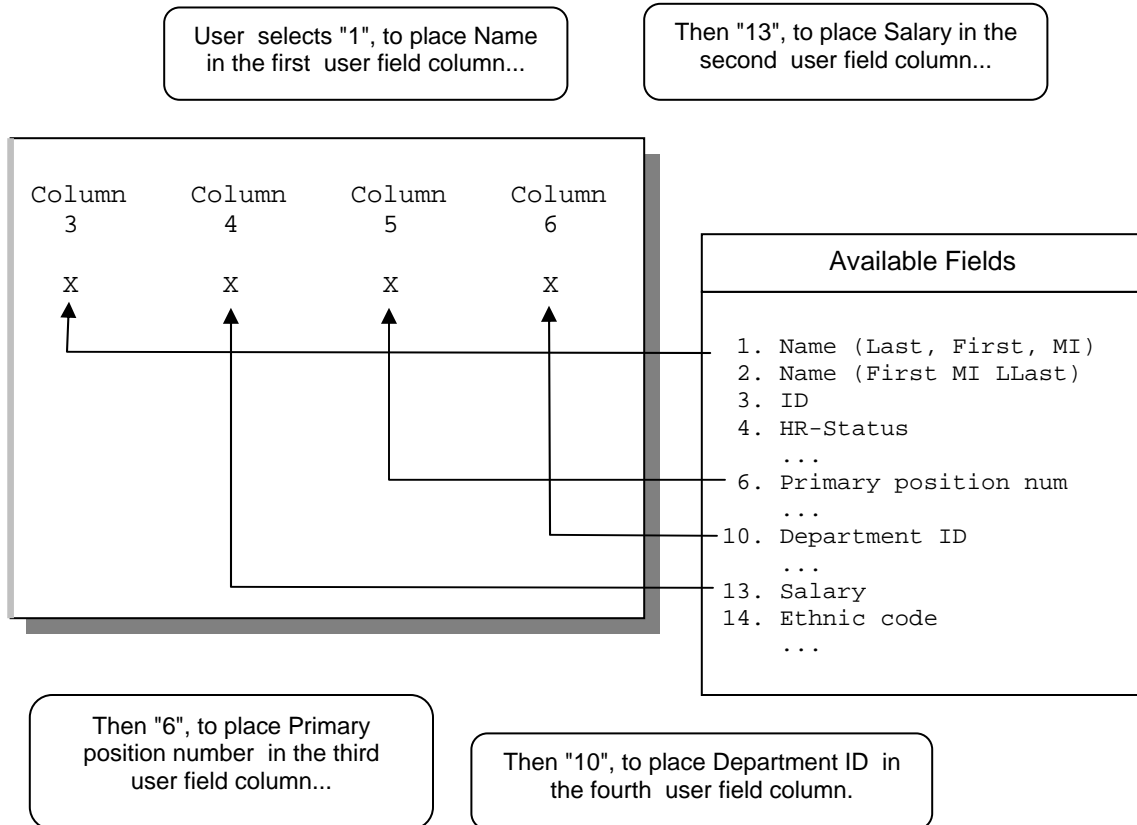 User selects "1", to place Name
in the first user field column...
Then "13", to place Salary in the
second user field column...
Column Column Column Column
3 4 5 6
X X X X
Available Fields
1. Name (Last, First, MI)
2. Name (First MI LLast)
3. ID
4. HR-Status
...
6. Primary position num
...
10. Department ID
...
13. Salary
14. Ethnic code
...
Then "6", to place Primary
position number in the third
user field column...
Then "10", to place Department ID in
the fourth user field column.